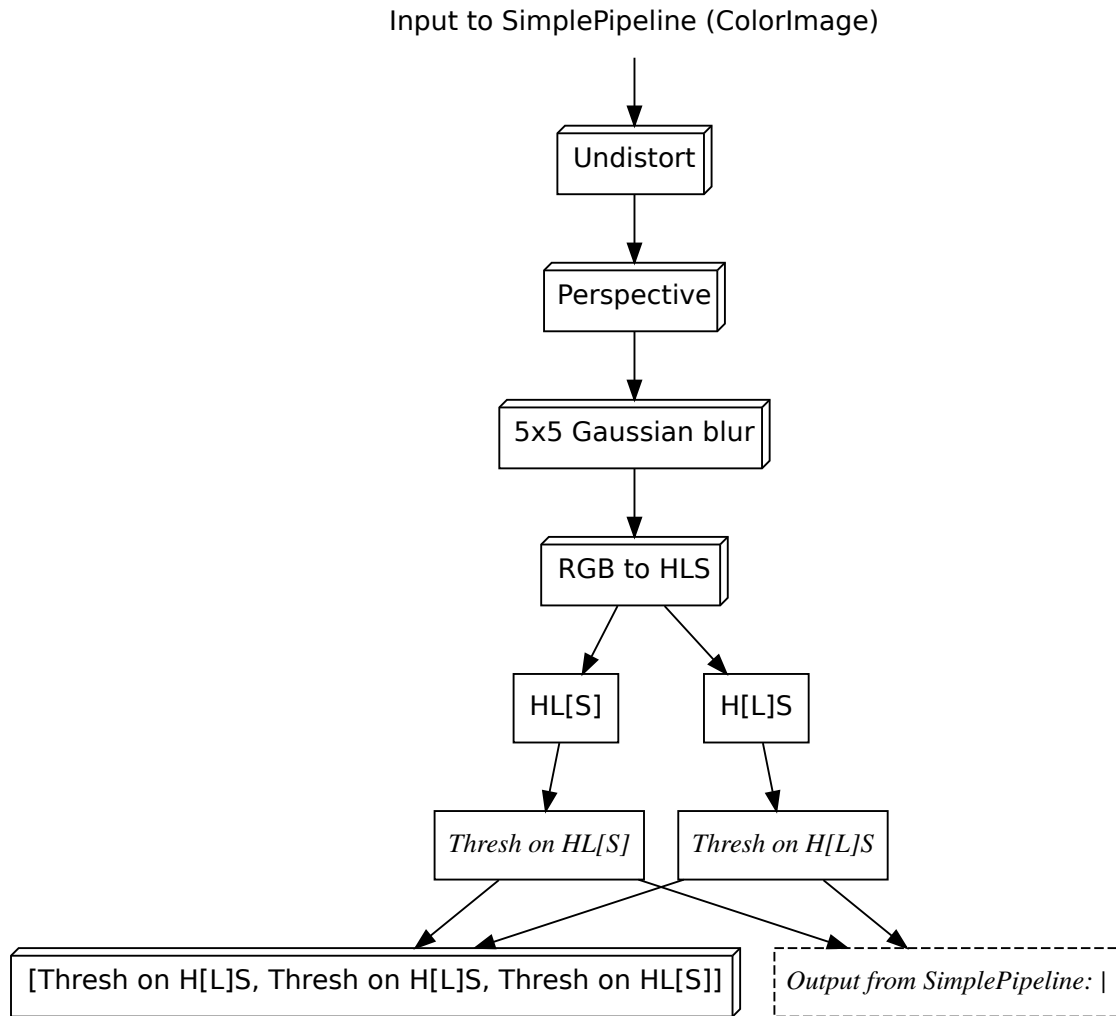 Input to SimplePipeline (ColorImage)
Undistort
Perspective
5x5 Gaussian blur
RGB to HLS
HL[S]
H[L]S
Thresh on HL[S]
Thresh on H[L]S
[Thresh on H[L]S, Thresh on H[L]S, Thresh on HL[S]]
Output from SimplePipeline: |